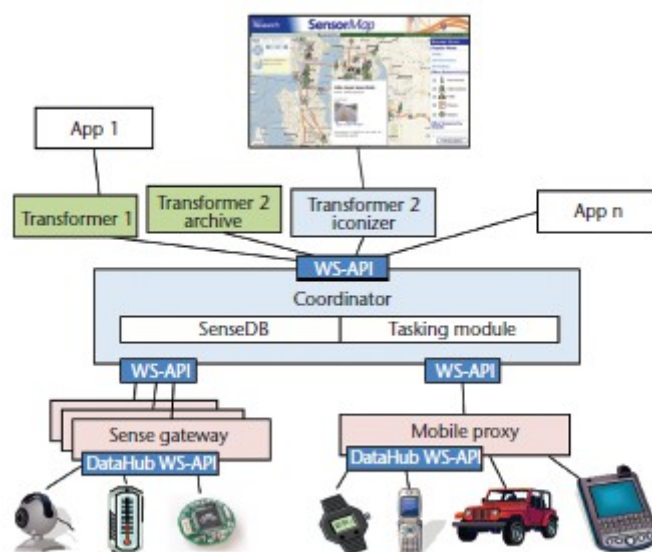 Research SensorMap
App 1
Transformer 1
Transformer 2
archive
Transformer 2
iconizer
App n
WS-API
Coordinator
SenseDB
Tasking module
WS-API
WS-API
Sense gateway
Mobile proxy
DataHub WS-API
DataHub WS-API